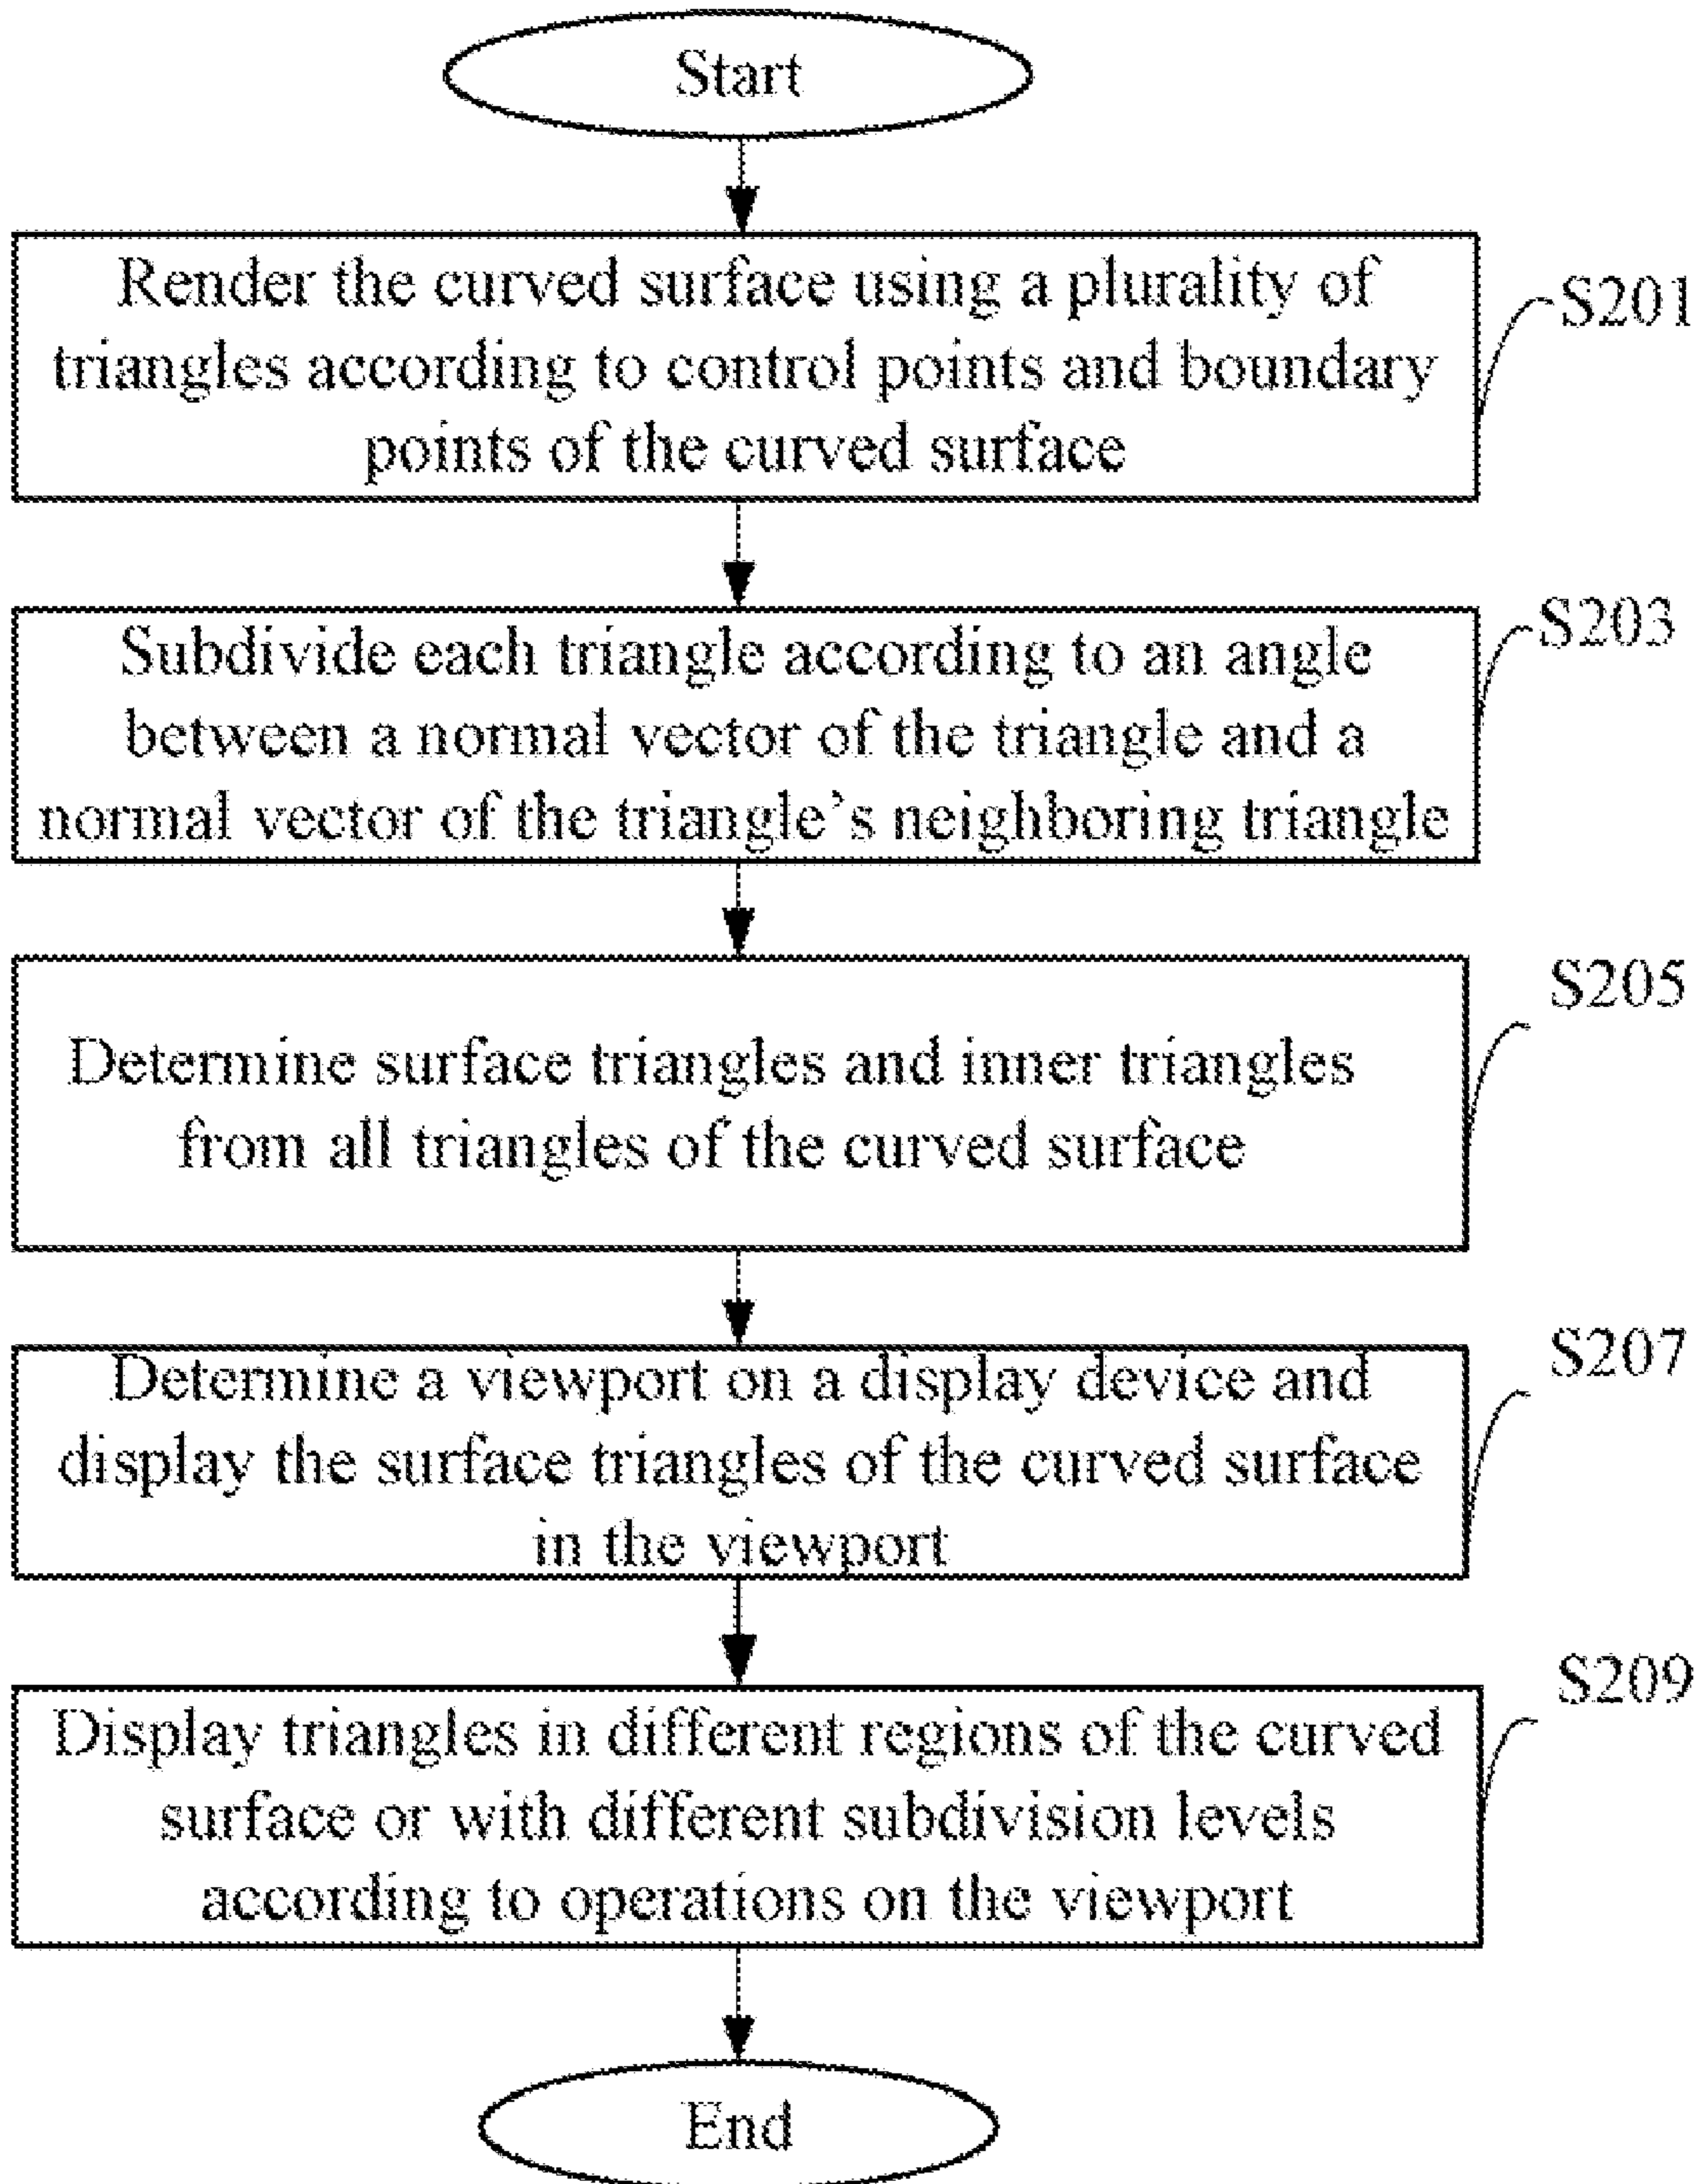 Start
Render the curved surface using a plurality of
triangles according to control points and boundary
points of the curved surface
S201
Subdivide each triangle according to an angle
between a normal vector of the triangle and a
normal vector of the triangle's neighboring triangle
S203
Determine surface triangles and inner triangles
from all triangles of the curved surface
S205
Determine a viewport on a display device and
display the surface triangles of the curved surface
in the viewport
S207
Display triangles in different regions of the curved
surface or with different subdivision levels
according to operations on the viewport
S209
End